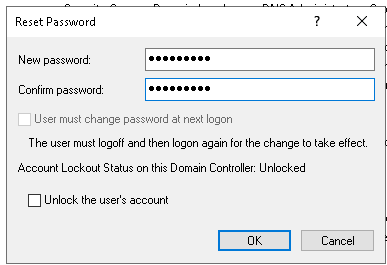 Reset Password
New password:
●●●●●●●●●
Confirm password:
●●●●●●●●●
User must change password at next logon
The user must logoff and then logon again for the change to take effect.
Account Lockout Status on this Domain Controller: Unlocked
Unlock the user's account
OK
Cancel